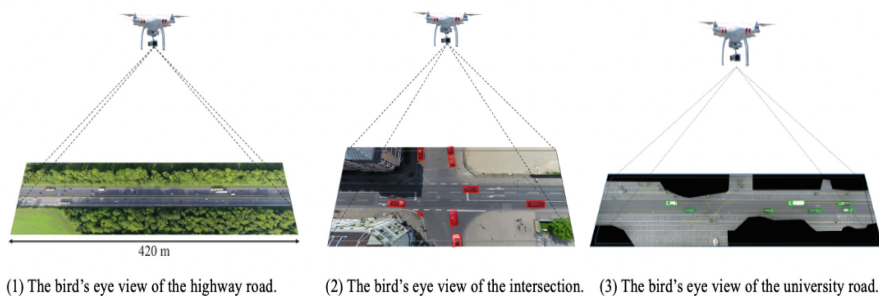 420 m
(1) The bird’s eye view of the highway road.
(2) The bird’s eye view of the intersection.
(3) The bird’s eye view of the university road.